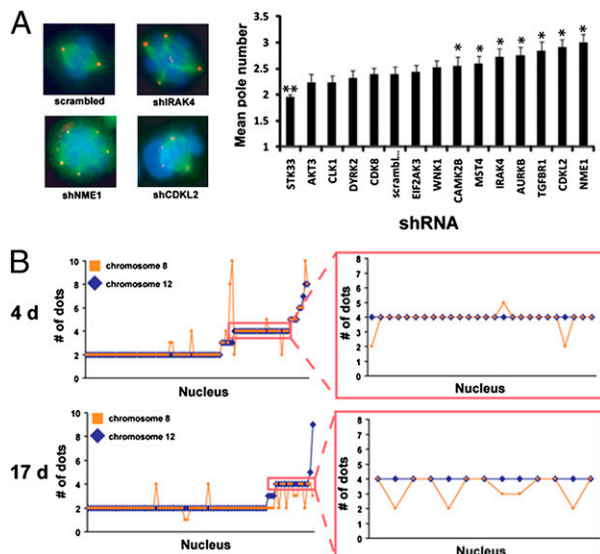 A
scrambled
shIRAK4
shNME1
shCDKL2
Mean pole number
3.5
3
2.5
2
1.5
1
**
*
*
*
*
*
*
*
STK33
AKT3
CLK1
DYRK2
CDK8
scrambl...
EIF2AK3
WNK1
CAMK2B
MST4
IRAK4
AURKB
TGFBR1
CDKL2
NME1
shRNA
B
4 d
# of dots
10
8
6
4
2
0
chromosome 8
chromosome 12
Nucleus
# of dots
8
7
6
5
4
3
2
1
0
Nucleus
17 d
# of dots
10
8
6
4
2
0
chromosome 8
chromosome 12
Nucleus
# of dots
8
7
6
5
4
3
2
1
0
Nucleus